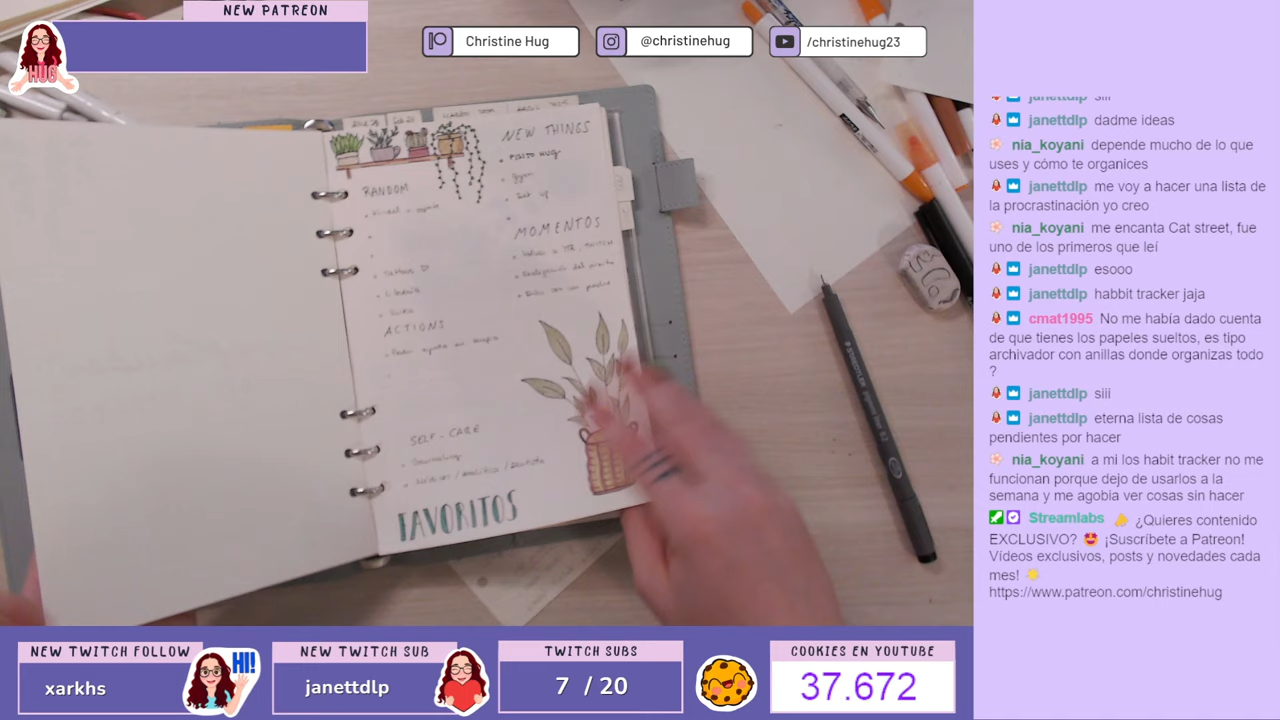 NEW PATREON
HUG
Christine Hug
@christinehug
/christinehug23
NEW THINGS
Gym
Set up
RANDOM
MOMENTOS
ACTIONS
SELF-CARE
Journaling
FAVORITOS
STAEDTLER
janettdlp siii
janettdlp dadme ideas
nia_koyani depende mucho de lo que
uses y cómo te organices
janettdlp me voy a hacer una lista de
la procrastinación yo creo
nia_koyani me encanta Cat street, fue
uno de los primeros que leí
janettdlp esooo
janettdlp habbit tracker jaja
cmat1995 No me había dado cuenta
de que tienes los papeles sueltos, es tipo
archivador con anillas donde organizas todo
?
janettdlp siii
janettdlp eterna lista de cosas
pendientes por hacer
nia_koyani a mi los habit tracker no me
funcionan porque dejo de usarlos a la
semana y me agobia ver cosas sin hacer
Streamlabs ¿Quieres contenido
EXCLUSIVO? ¡Suscríbete a Patreon!
Vídeos exclusivos, posts y novedades cada
mes!
https://www.patreon.com/christinehug
NEW TWITCH FOLLOW
xarkhs
HI!
NEW TWITCH SUB
janettdlp
TWITCH SUBS
7 / 20
COOKIES EN YOUTUBE
37.672